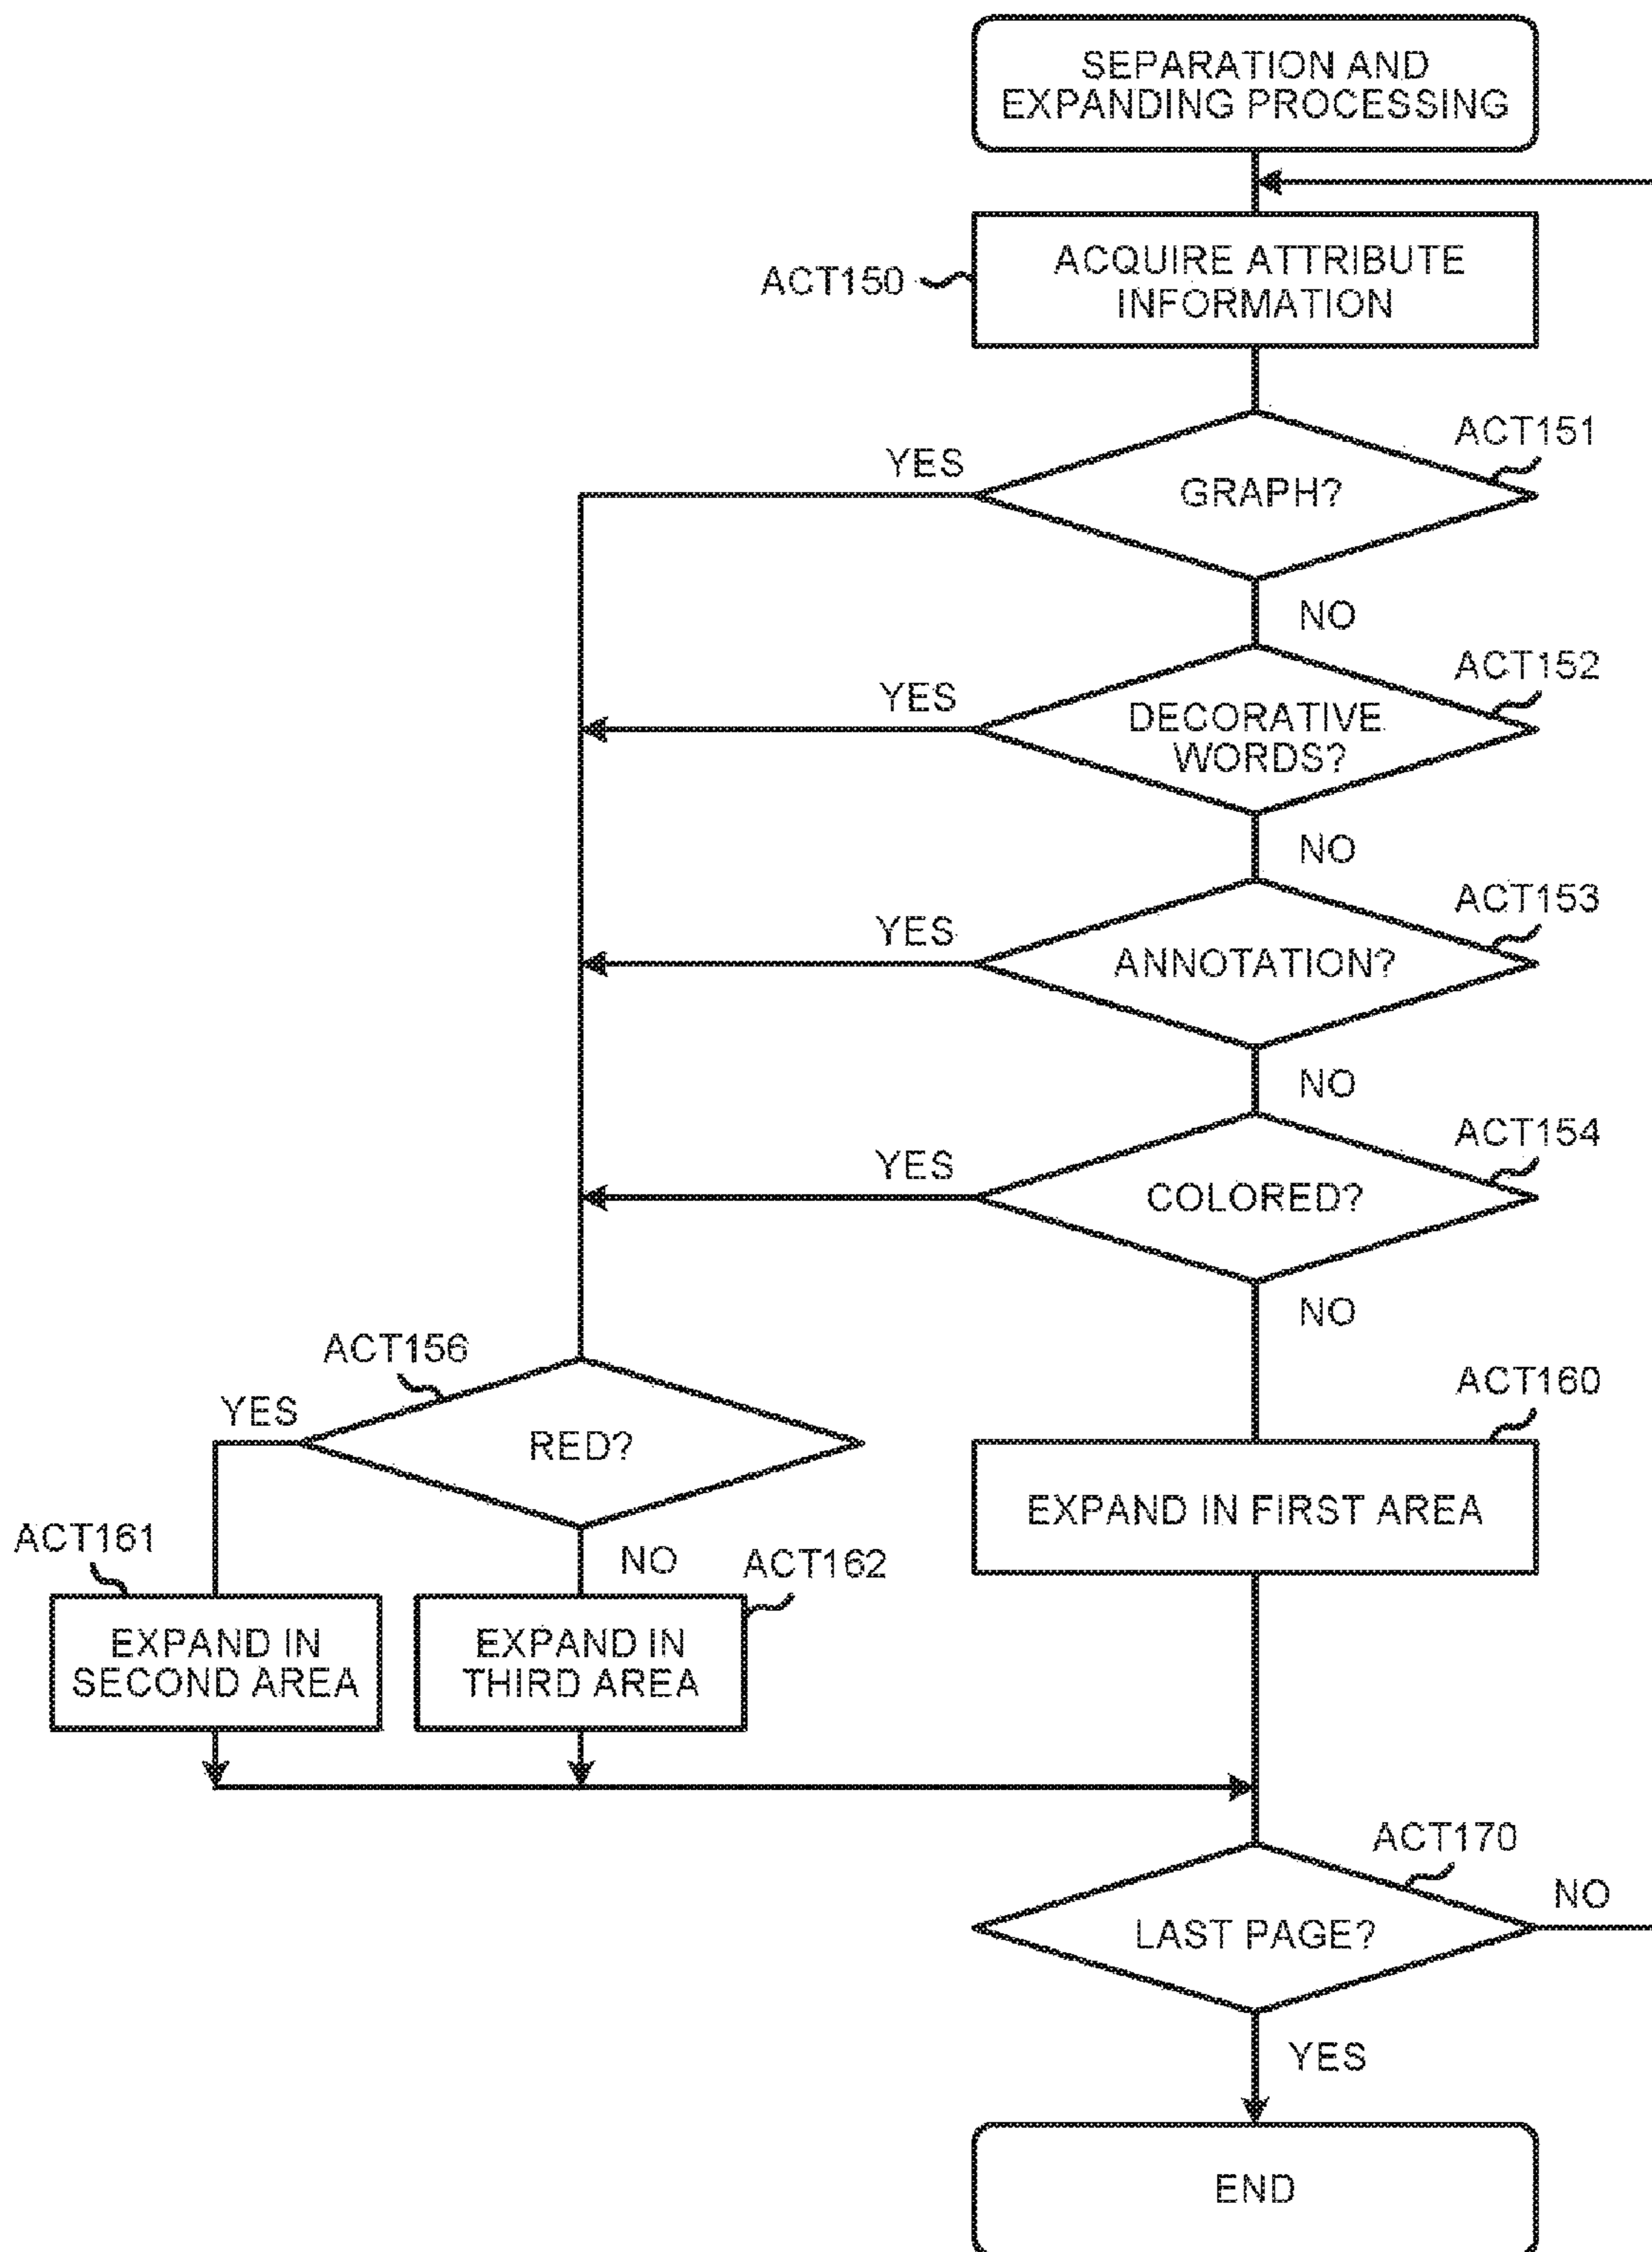 SEPARATION AND
EXPANDING PROCESSING
ACT150
ACQUIRE ATTRIBUTE
INFORMATION
ACT151
YES
GRAPH?
NO
ACT152
YES
DECORATIVE
WORDS?
NO
ACT153
YES
ANNOTATION?
NO
ACT154
YES
COLORED?
NO
ACT156
YES
RED?
ACT160
EXPAND IN FIRST AREA
ACT161
NO
ACT162
EXPAND IN
SECOND AREA
EXPAND IN
THIRD AREA
ACT170
NO
LAST PAGE?
YES
END